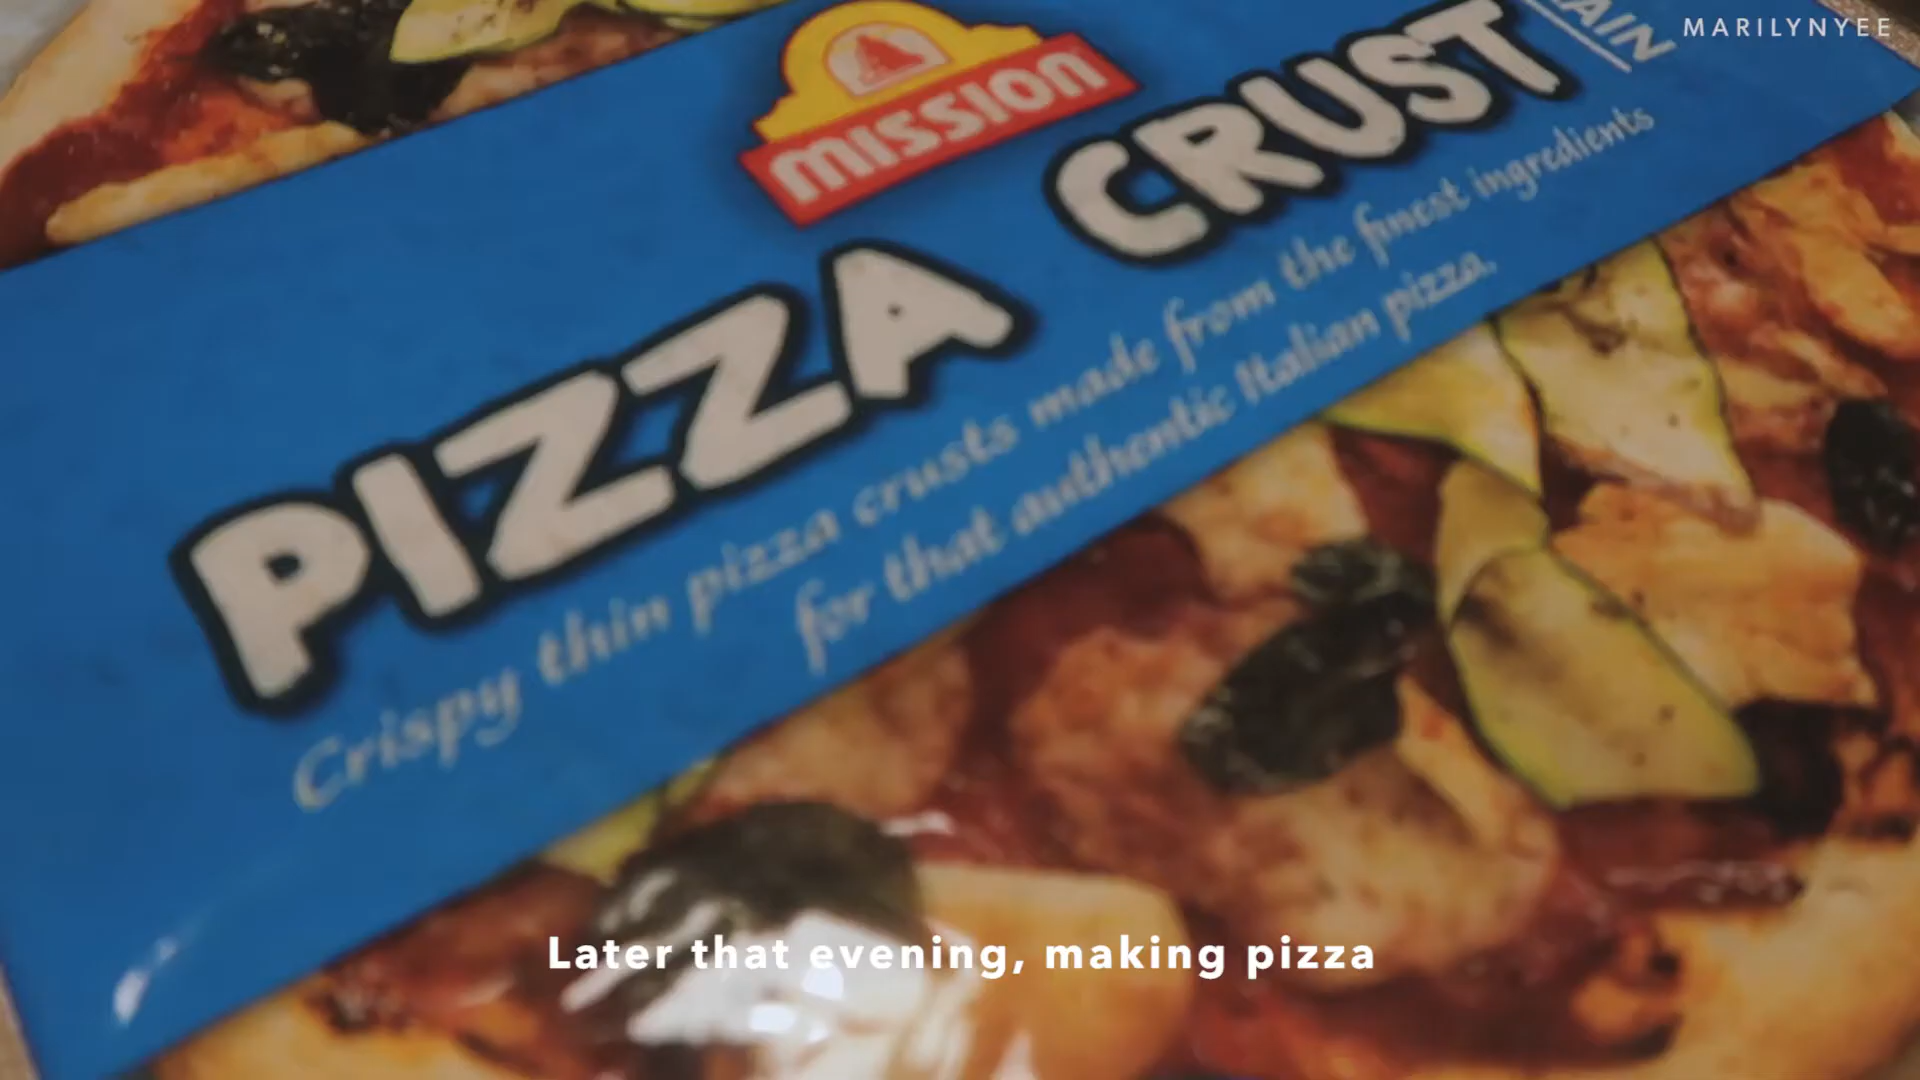 MARILYNYEE
MISSION
PIZZA CRUST
Crispy thin pizza crusts made from the finest ingredients
for that authentic Italian pizza.
Later that evening, making pizza